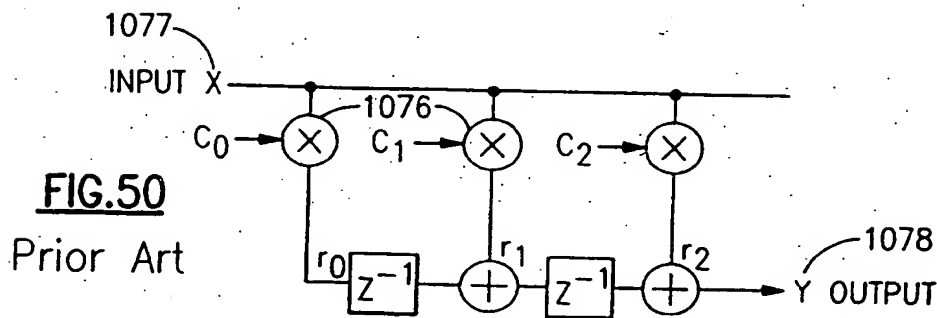 1077
INPUT X
1076
C0 × C1 × C2 ×
FIG.50
Prior Art
r0 z⁻¹ + r1 z⁻¹ + r2
1078
Y OUTPUT